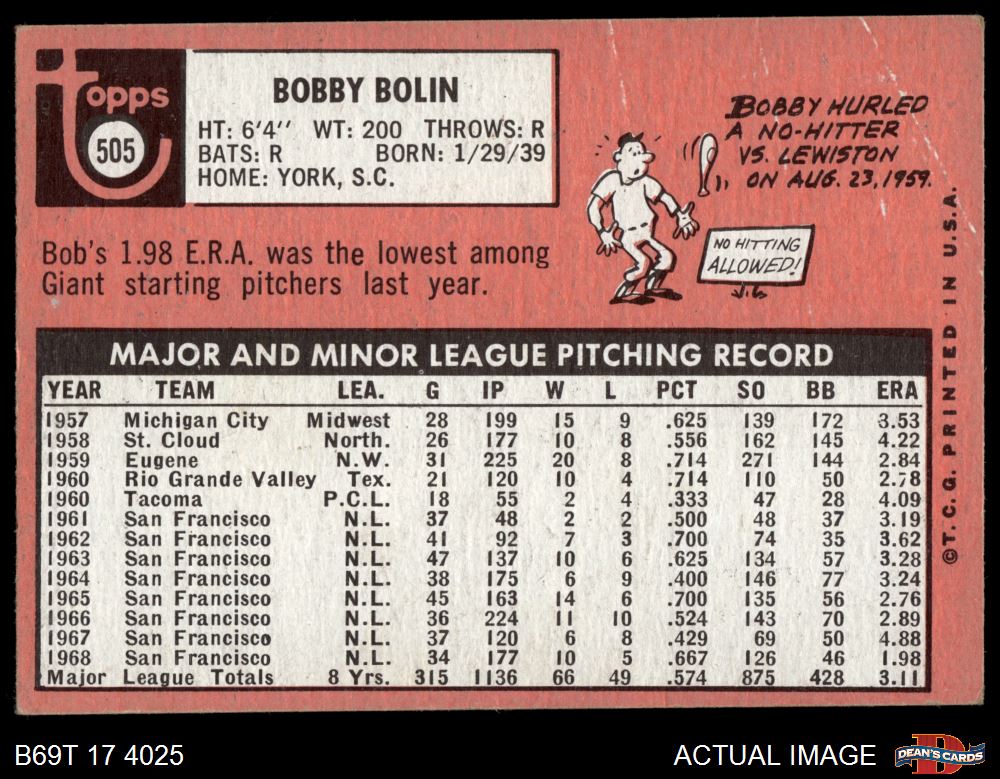 topps
505
BOBBY BOLIN
HT: 6'4'' WT: 200 THROWS: R
BATS: R BORN: 1/29/39
HOME: YORK, S.C.
BOBBY HURLED
A NO-HITTER
VS. LEWISTON
ON AUG. 23, 1959.
NO HITTING
ALLOWED!
Bob's 1.98 E.R.A. was the lowest among
Giant starting pitchers last year.
MAJOR AND MINOR LEAGUE PITCHING RECORD
YEAR TEAM LEA. G IP W L PCT SO BB ERA
1957 Michigan City Midwest 28 199 15 9 .625 139 172 3.53
1958 St. Cloud North. 26 177 10 8 .556 162 145 4.22
1959 Eugene N.W. 31 225 20 8 .714 271 144 2.84
1960 Rio Grande Valley Tex. 21 120 10 4 .714 110 50 2.78
1960 Tacoma P.C.L. 18 55 2 4 .333 47 28 4.09
1961 San Francisco N.L. 37 48 2 2 .500 48 37 3.19
1962 San Francisco N.L. 41 92 7 3 .700 74 35 3.62
1963 San Francisco N.L. 47 137 10 6 .625 134 57 3.28
1964 San Francisco N.L. 38 175 6 9 .400 146 77 3.24
1965 San Francisco N.L. 45 163 14 6 .700 135 56 2.76
1966 San Francisco N.L. 36 224 11 10 .524 143 70 2.89
1967 San Francisco N.L. 37 120 6 8 .429 69 50 4.88
1968 San Francisco N.L. 34 177 10 5 .667 126 46 1.98
Major League Totals 8 Yrs. 315 1136 66 49 .574 875 428 3.11
©T.C.G. PRINTED IN U.S.A.
B69T 17 4025
ACTUAL IMAGE
DEAN'S CARDS